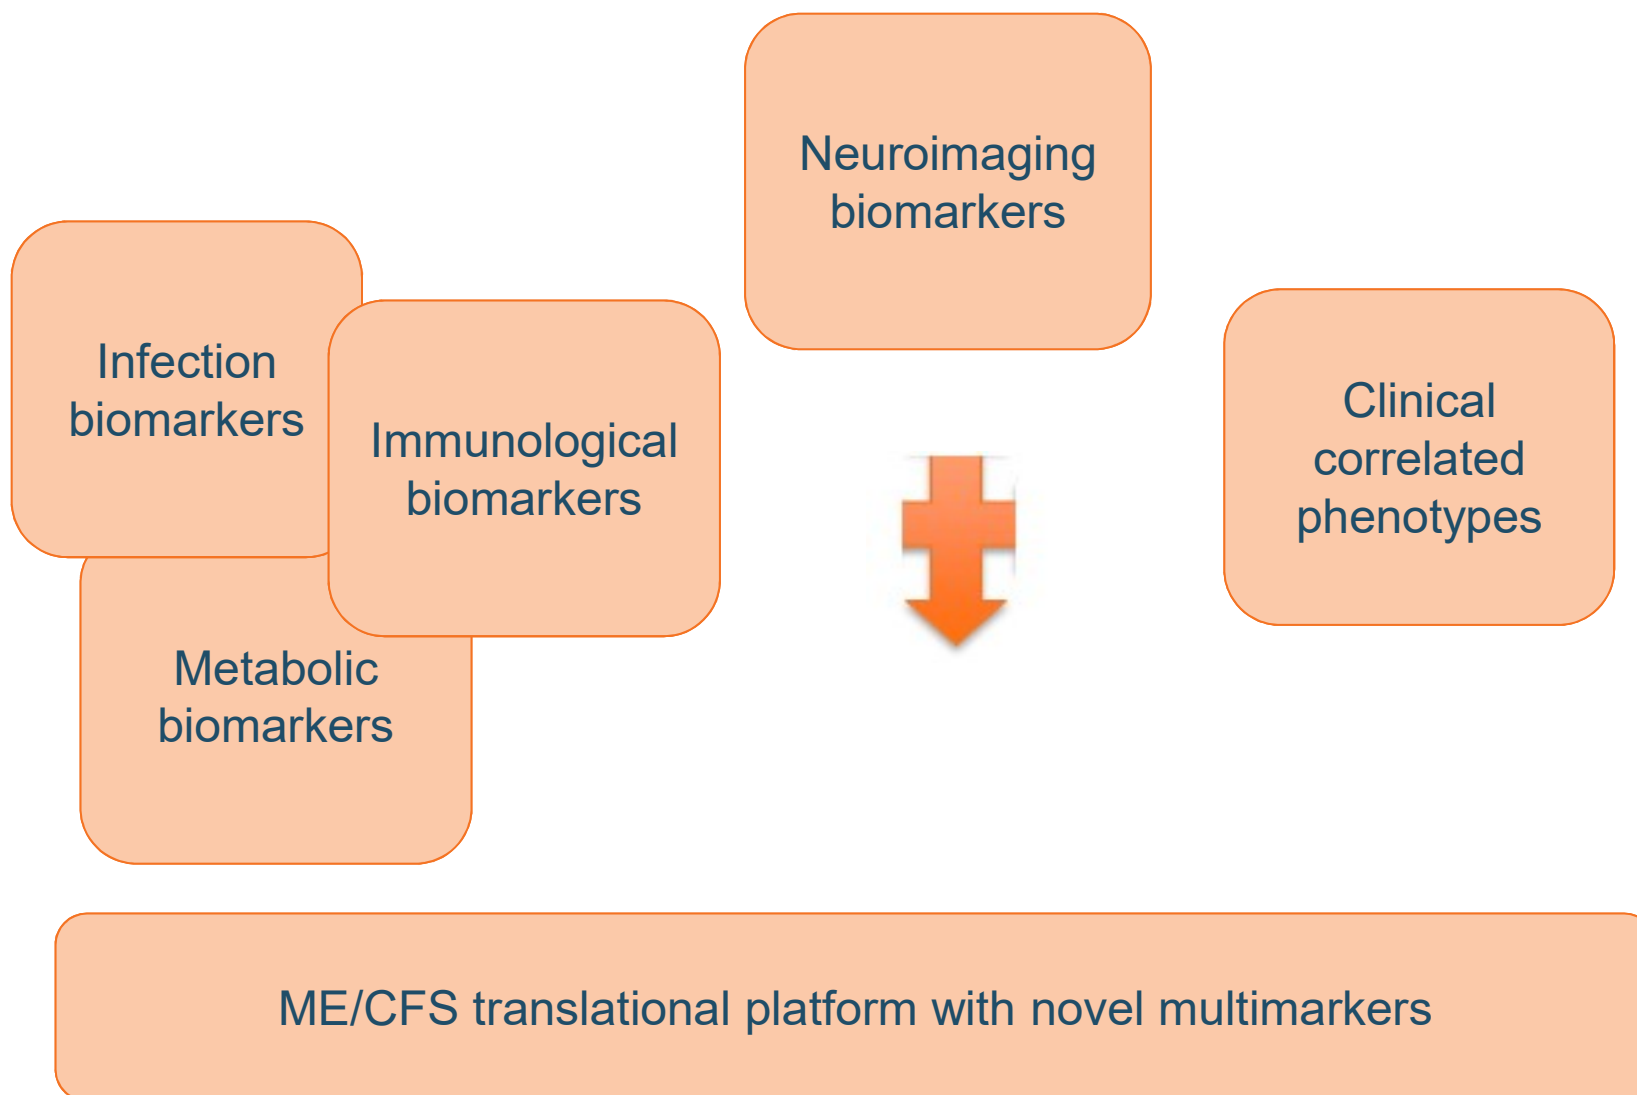 Neuroimaging
biomarkers
Infection
biomarkers
Immunological
biomarkers
Clinical
correlated
phenotypes
Metabolic
biomarkers
ME/CFS translational platform with novel multimarkers